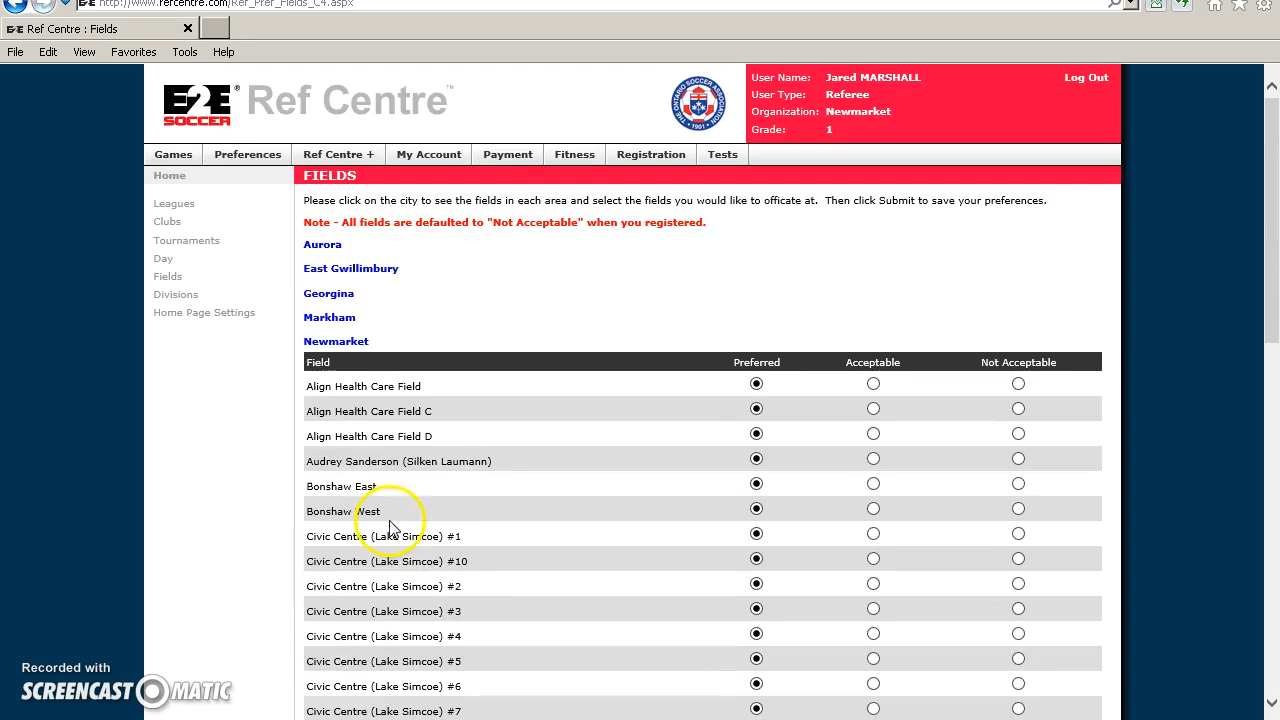 http://www.refcentre.com/Ref_Pref_Fields_C4.aspx
Ref Centre : Fields
File Edit View Favorites Tools Help
E2E® SOCCER Ref Centre™
THE ONTARIO SOCCER ASSOCIATION 1901
User Name: Jared MARSHALL Log Out
User Type: Referee
Organization: Newmarket
Grade: 1
Games Preferences Ref Centre + My Account Payment Fitness Registration Tests
Home
Leagues
Clubs
Tournaments
Day
Fields
Divisions
Home Page Settings
FIELDS
Please click on the city to see the fields in each area and select the fields you would like to officate at. Then click Submit to save your preferences.
Note - All fields are defaulted to "Not Acceptable" when you registered.
Aurora
East Gwillimbury
Georgina
Markham
Newmarket
Field Preferred Acceptable Not Acceptable
Align Health Care Field
Align Health Care Field C
Align Health Care Field D
Audrey Sanderson (Silken Laumann)
Bonshaw East
Bonshaw West
Civic Centre (Lake Simcoe) #1
Civic Centre (Lake Simcoe) #10
Civic Centre (Lake Simcoe) #2
Civic Centre (Lake Simcoe) #3
Civic Centre (Lake Simcoe) #4
Civic Centre (Lake Simcoe) #5
Civic Centre (Lake Simcoe) #6
Civic Centre (Lake Simcoe) #7
Recorded with
SCREENCAST MATIC